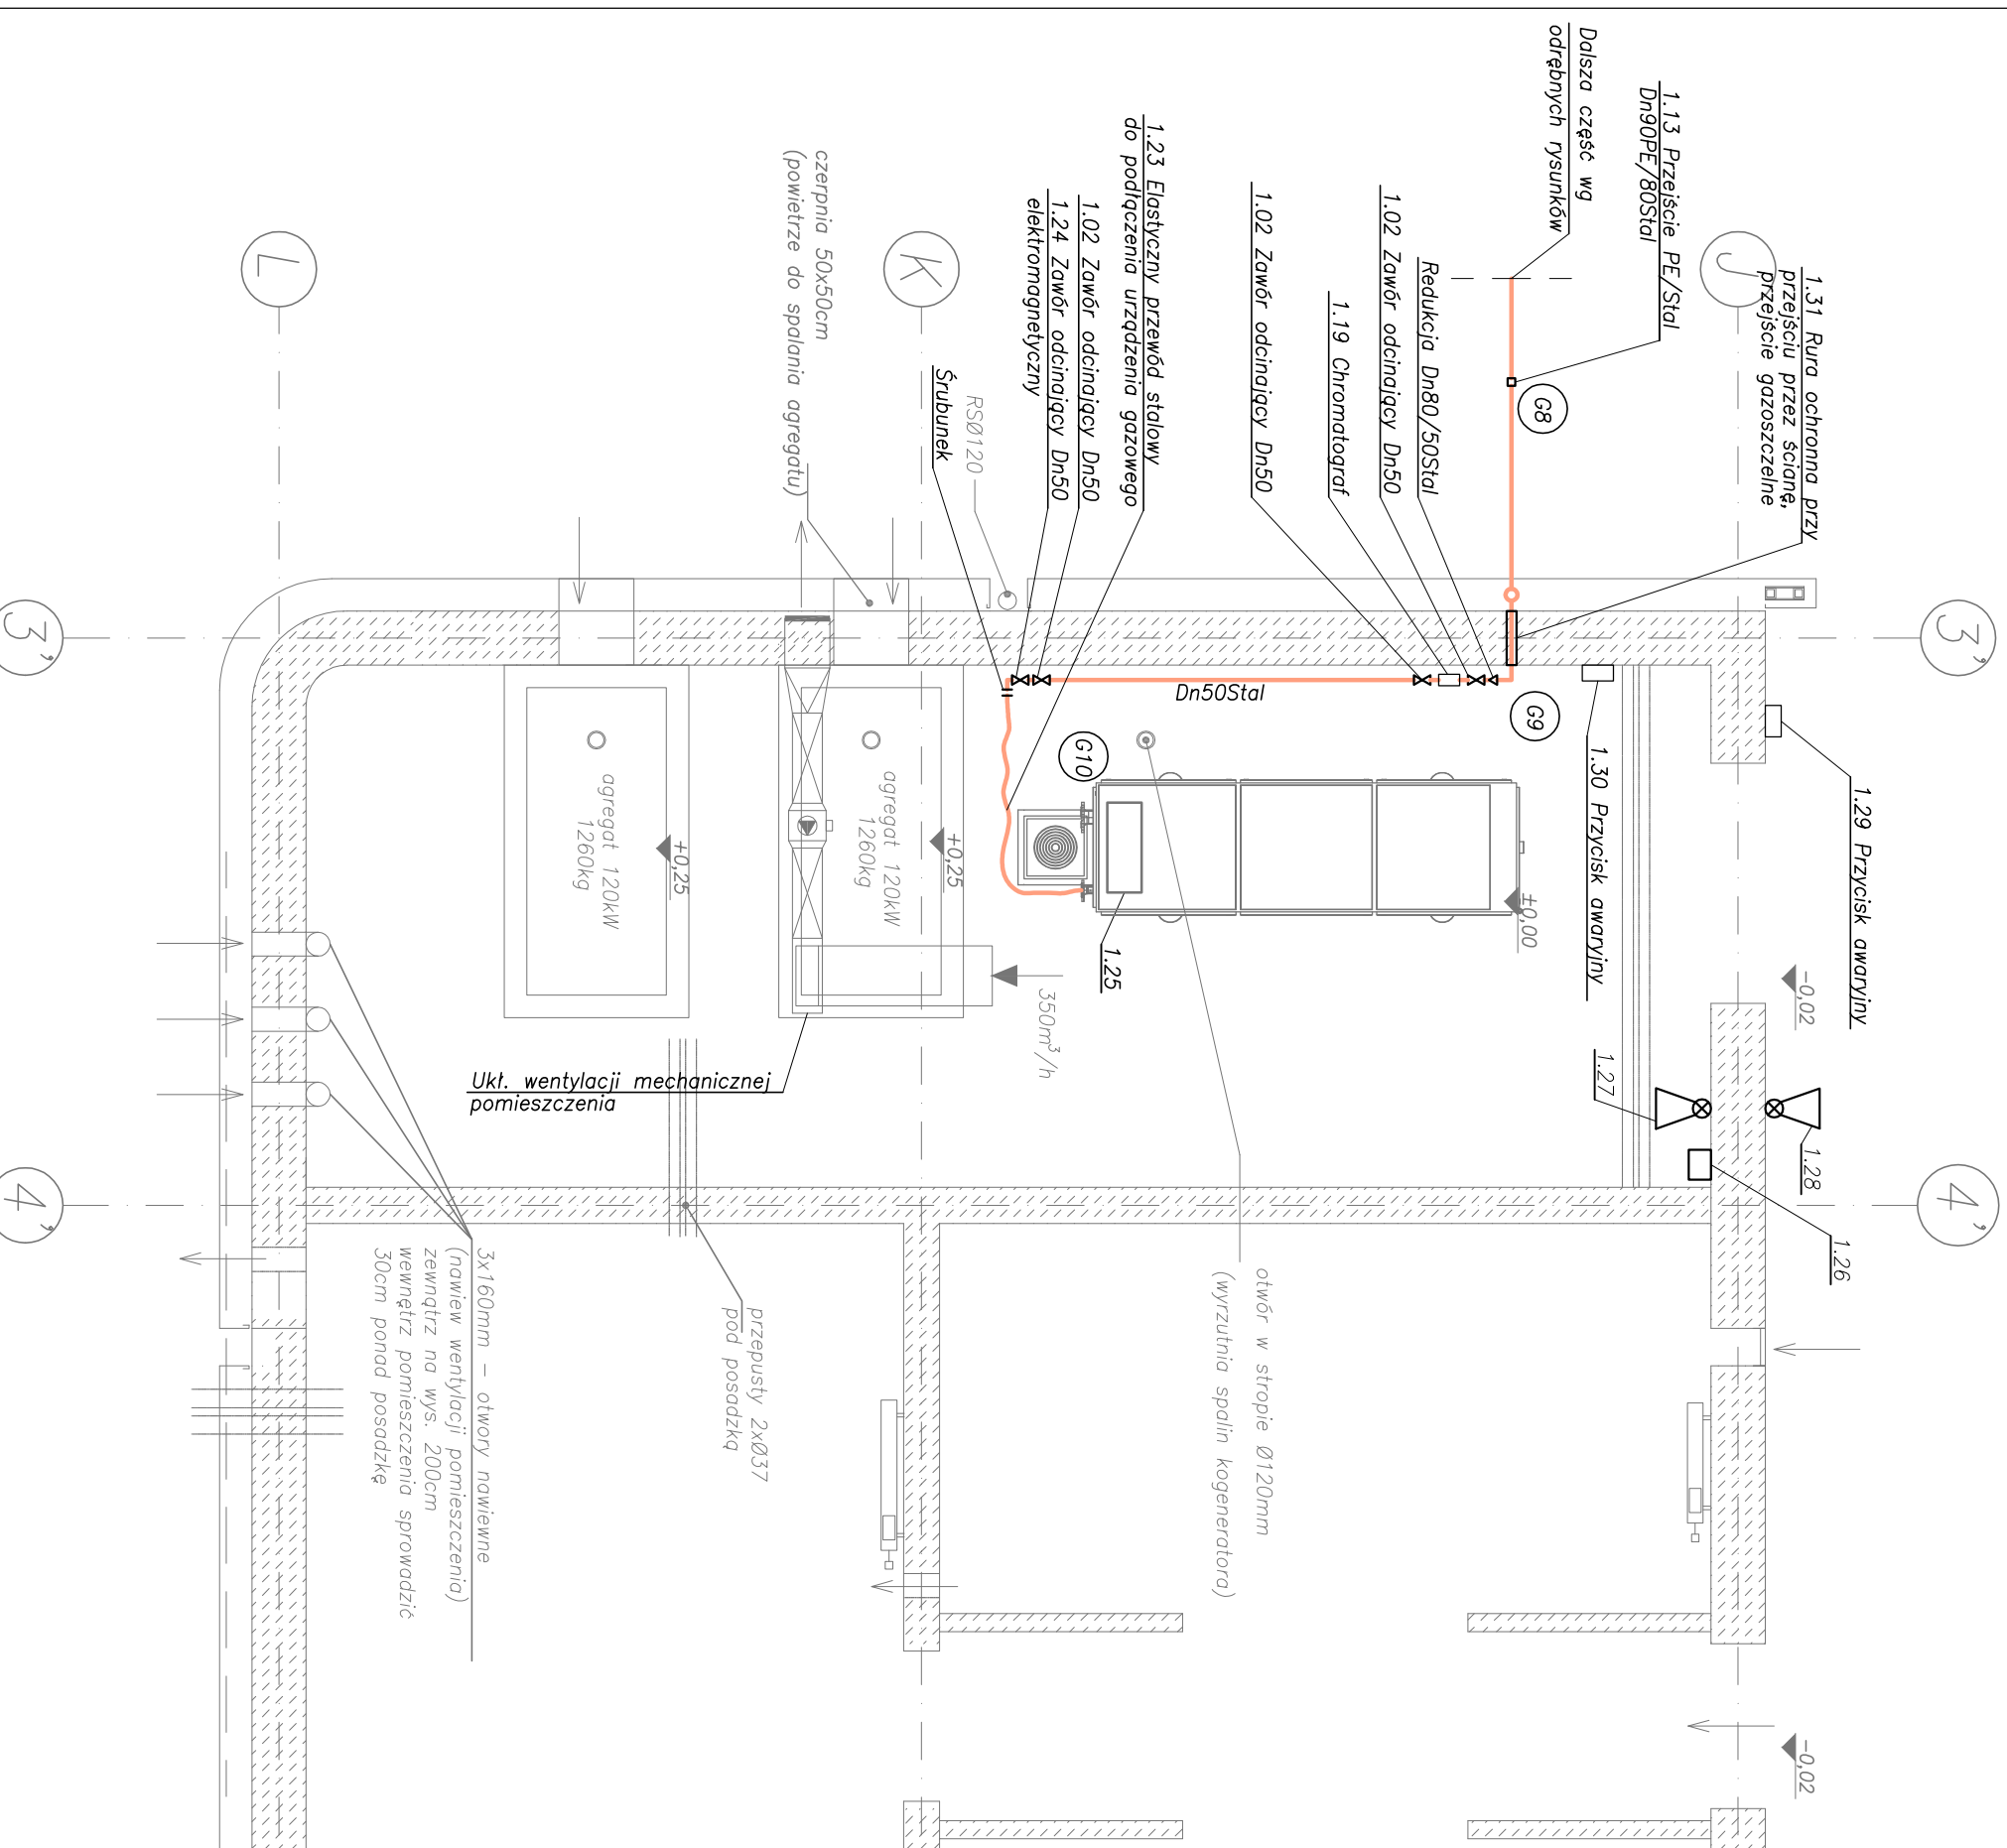 Dalsza część wg
odrębnych rysunków
1.13 Przejście PE/Stal
Dn90PE/80Stal
1.31 Rura ochronna przy
przejściu przez ścianę,
przejście gazoszczelne
J
G8
Redukcja Dn80/50Stal
1.02 Zawór odcinający Dn50
1.19 Chromatograf
1.02 Zawór odcinający Dn50
1.23 Elastyczny przewód stalowy
do podłączenia urządzenia gazowego
1.02 Zawór odcinający Dn50
1.24 Zawór odcinający Dn50
elektromagnetyczny
Śrubunek
RSØ120
K
czerpnia 50x50cm
(powietrze do spalania agregatu)
L
3'
3'
Dn50Stal
G9
G10
1.30 Przycisk awaryjny
1.29 Przycisk awaryjny
±0,00
-0,02
1.25
350m³/h
+0,25
agregat 120kW
1260kg
+0,25
agregat 120kW
1260kg
Ukł. wentylacji mechanicznej
pomieszczenia
1.27
1.28
1.26
4'
4'
otwór w stropie Ø120mm
(wyrzutnia spalin kogeneratora)
przepusty 2xØ37
pod posadzką
3x160mm - otwory nawiewne
(nawiew wentylacji pomieszczenia)
zewnątrz na wys. 200cm
wewnętrz pomieszczenia sprowadzić
30cm ponad posadzkę
-0,02